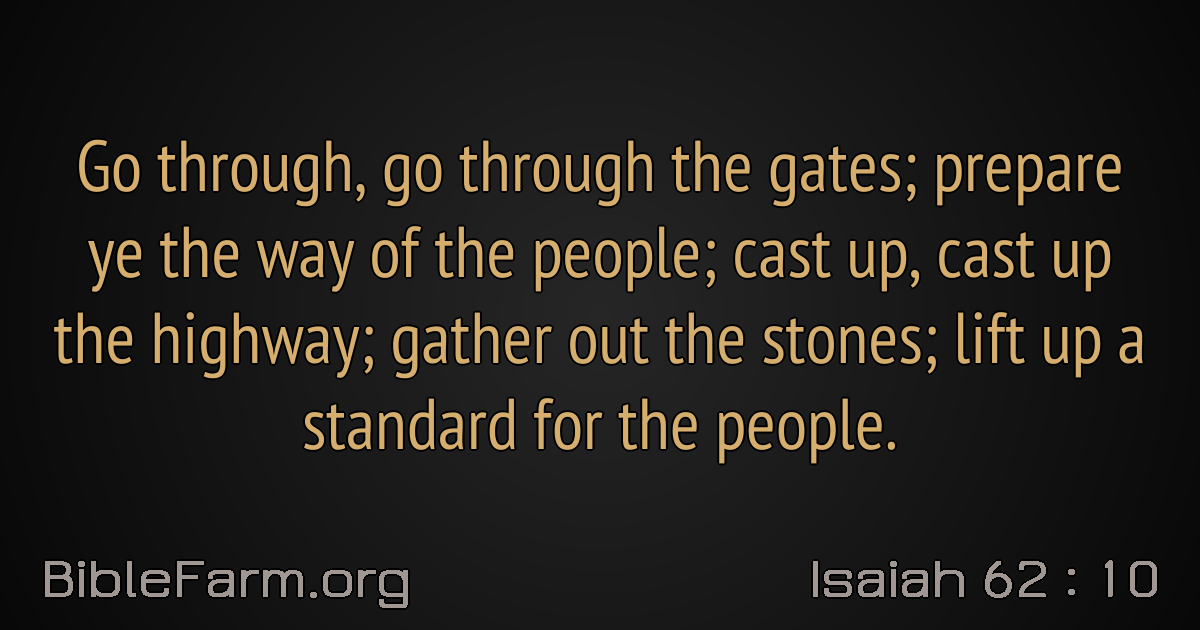 Go through, go through the gates; prepare
ye the way of the people; cast up, cast up
the highway; gather out the stones; lift up a
standard for the people.
BibleFarm.org
Isaiah 62 : 10